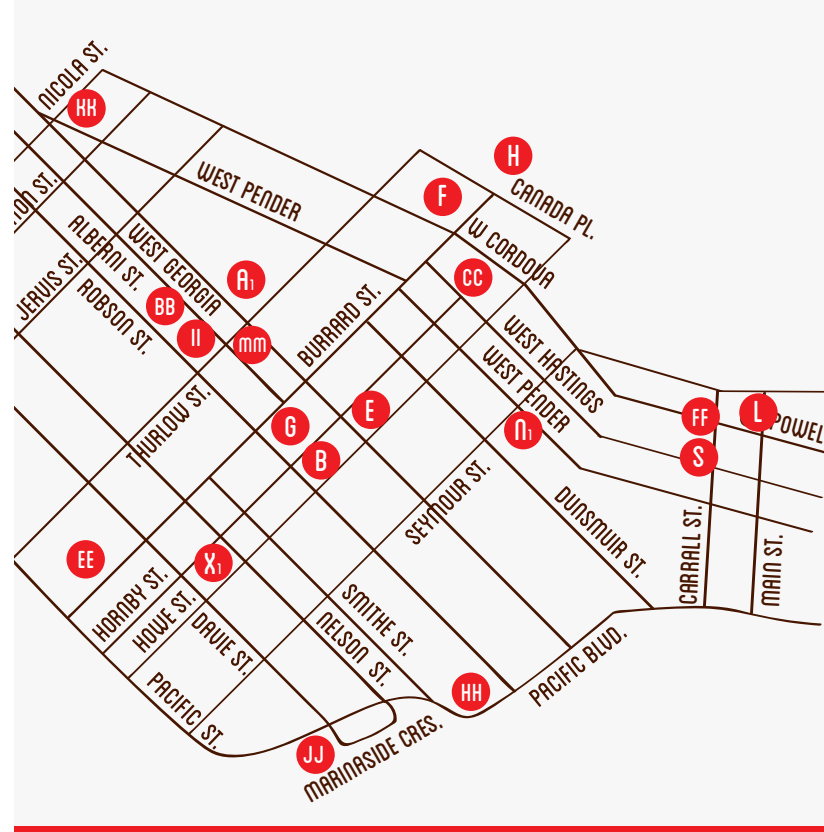 NICOLA ST.
KK
H
WEST PENDER
F
CANADA PL.
TON ST.
ALBERNI ST.
WEST GEORGIA
W CORDOVA
JERVIS ST.
ROBSON ST.
A1
CC
BB
II
mm
BURRARD ST.
WEST HASTINGS
WEST PENDER
THURLOW ST.
G
E
B
N1
FF
L
POWEL
S
SEYMOUR ST.
DUNSMUIR ST.
CARRALL ST.
MAIN ST.
EE
X1
HORNBY ST.
HOWE ST.
DAVIE ST.
SMITHE ST.
NELSON ST.
PACIFIC ST.
HH
PACIFIC BLVD.
JJ
MARINASIDE CRES.